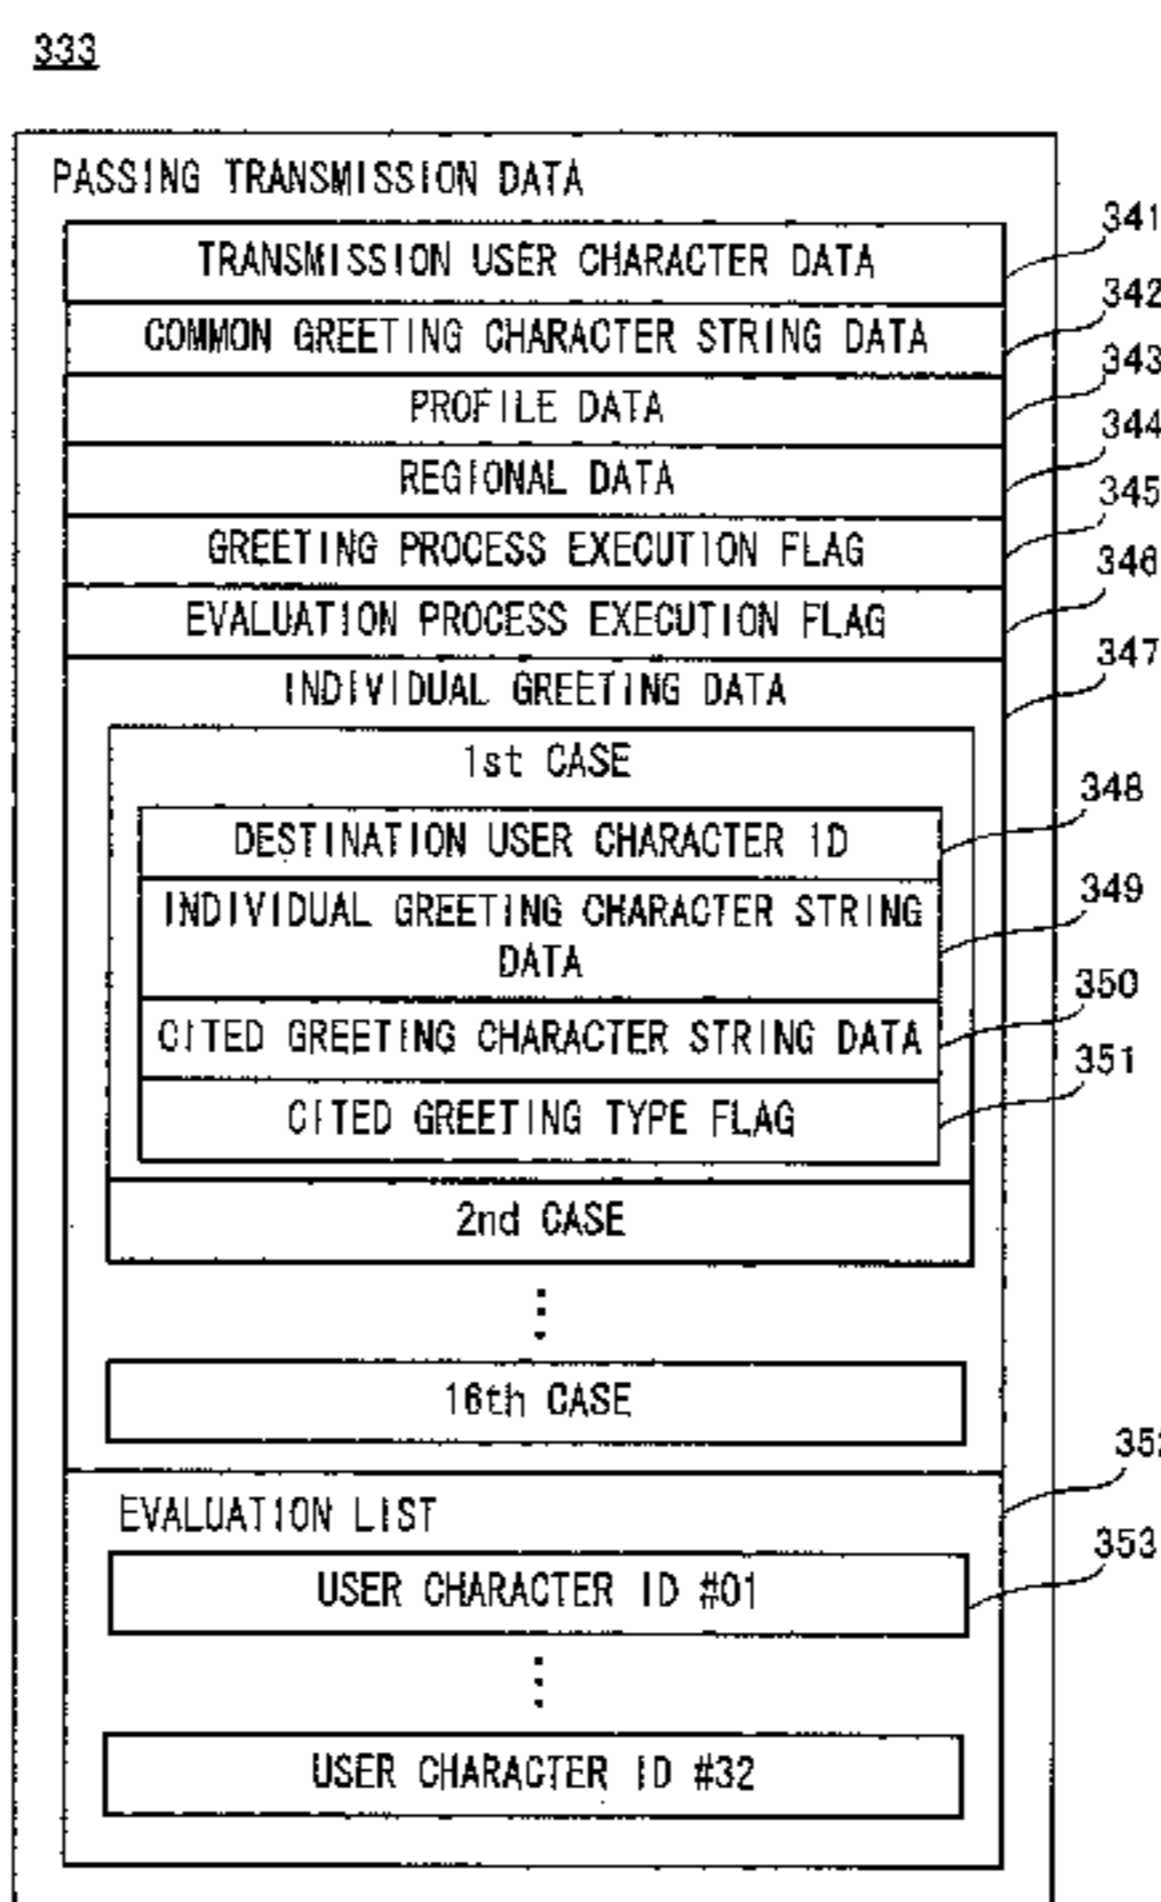 333
PASSING TRANSMISSION DATA
TRANSMISSION USER CHARACTER DATA
341
COMMON GREETING CHARACTER STRING DATA
342
PROFILE DATA
343
REGIONAL DATA
344
GREETING PROCESS EXECUTION FLAG
345
EVALUATION PROCESS EXECUTION FLAG
346
INDIVIDUAL GREETING DATA
347
1st CASE
DESTINATION USER CHARACTER ID
348
INDIVIDUAL GREETING CHARACTER STRING
DATA
349
CITED GREETING CHARACTER STRING DATA
350
CITED GREETING TYPE FLAG
351
2nd CASE
16th CASE
EVALUATION LIST
352
USER CHARACTER ID #01
353
USER CHARACTER ID #32